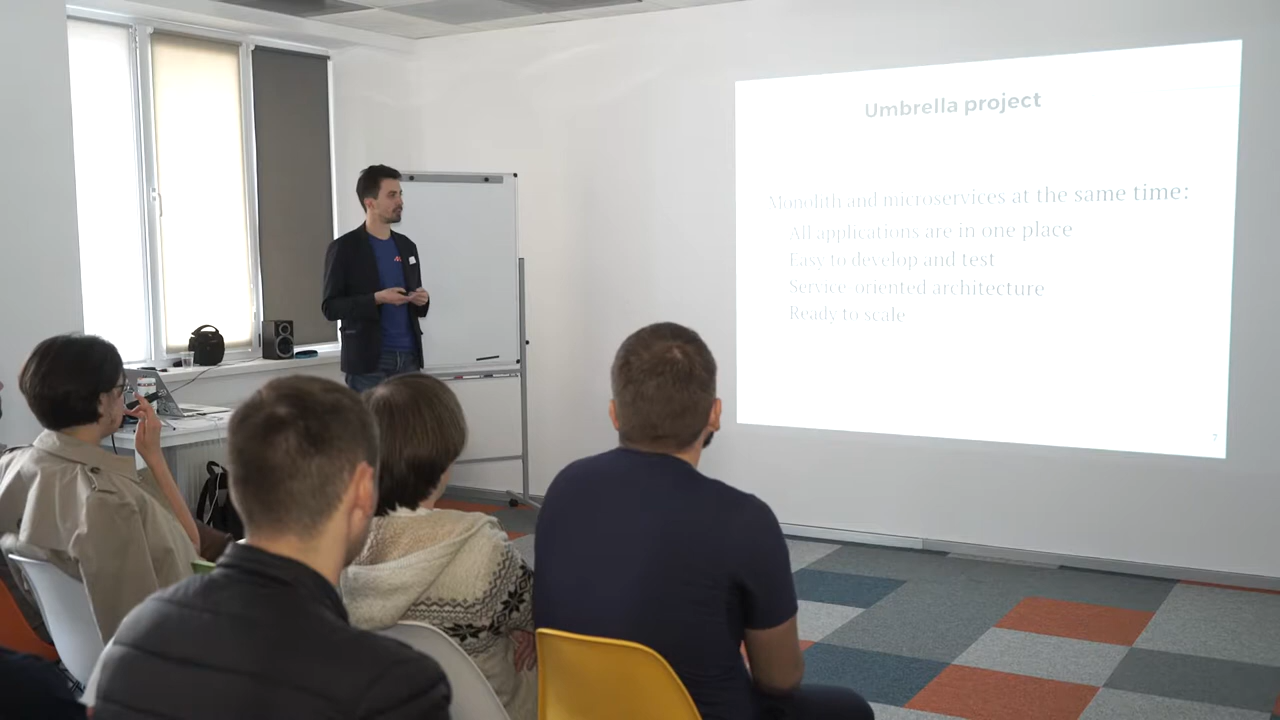 Umbrella project
Monolith and microservices at the same time:
All applications are in one place
Easy to develop and test
Service-oriented architecture
Ready to scale
7